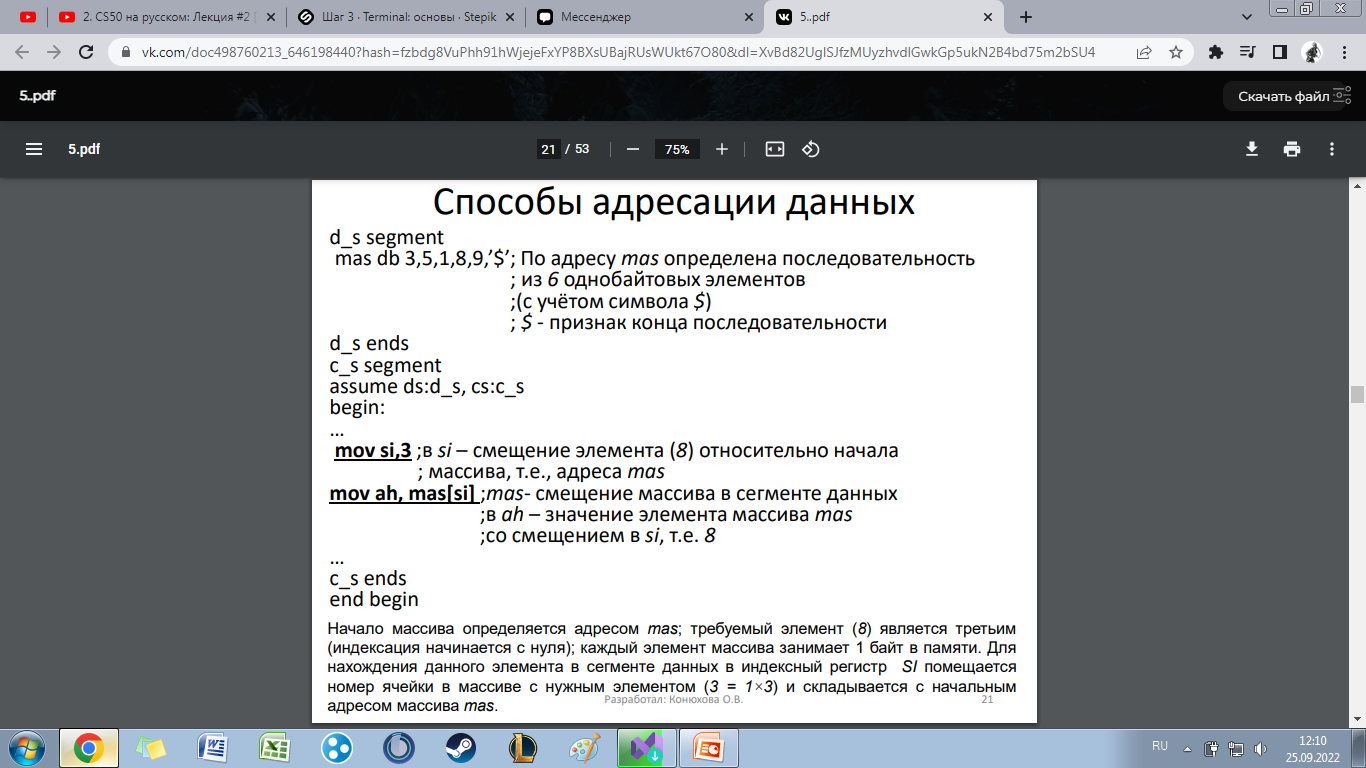 2. CS50 на русском: Лекция #2
Шаг 3 · Terminal: основы · Stepik
Мессенджер
5..pdf
vk.com/doc498760213_646198440?hash=fzbdg8VuPhh91hWjejeFxYP8BXsUBajRUsWUkt67O80&dl=XvBd82UgISJfzMUyzhvdlGwkGp5ukN2B4bd75m2bSU4
5..pdf
Скачать файл
5.pdf
21 / 53
75%
Способы адресации данных
d_s segment
mas db 3,5,1,8,9,’$’; По адресу mas определена последовательность
; из 6 однобайтовых элементов
;(с учётом символа $)
; $ - признак конца последовательности
d_s ends
c_s segment
assume ds:d_s, cs:c_s
begin:
...
mov si,3 ;в si – смещение элемента (8) относительно начала
; массива, т.е., адреса mas
mov ah, mas[si] ;mas- смещение массива в сегменте данных
;в ah – значение элемента массива mas
;со смещением в si, т.е. 8
...
c_s ends
end begin
Начало массива определяется адресом mas; требуемый элемент (8) является третьим
(индексация начинается с нуля); каждый элемент массива занимает 1 байт в памяти. Для
нахождения данного элемента в сегменте данных в индексный регистр SI помещается
номер ячейки в массиве с нужным элементом (3 = 1×3) и складывается с начальным
адресом массива mas.
Разработал: Конюхова О.В.
21
RU
12:10
25.09.2022